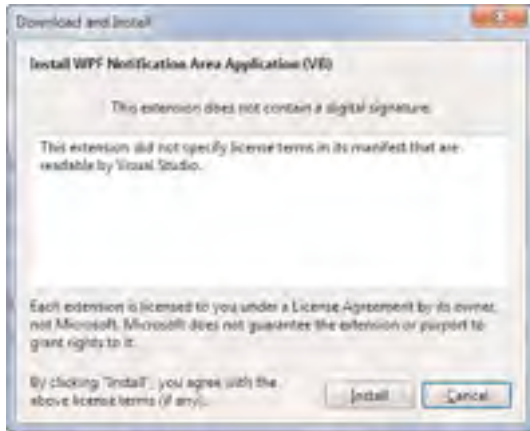 Download and Install
Install WPF Notification Area Application (VB)
This extension does not contain a digital signature.
This extension did not specify license terms in its manifest that are
readable by Visual Studio.
Each extension is licensed to you under a License Agreement by its owner,
not Microsoft. Microsoft does not guarantee the extension or purport to
grant rights to it.
By clicking "Install", you agree with the
above license terms (if any).
Install
Cancel